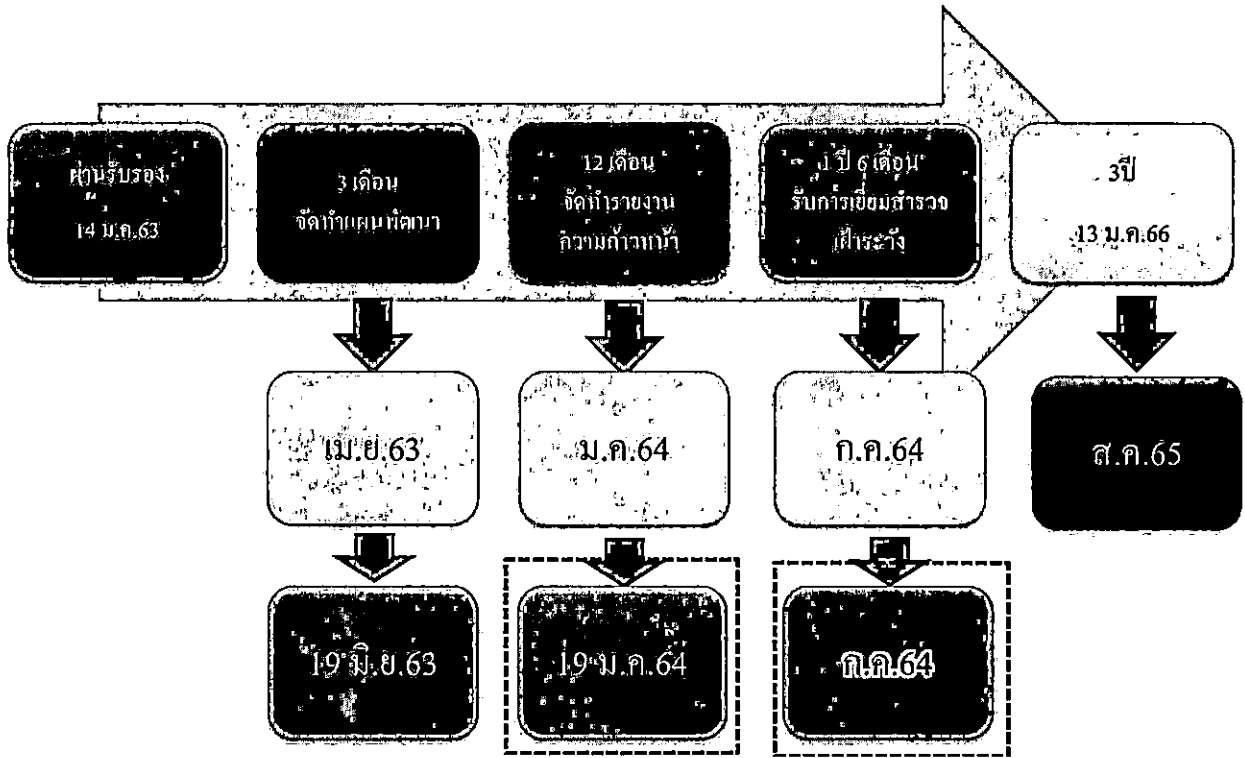 ผ่านรับรอง
14 ม.ค.63
3 เดือน
จัดทำแผนพัฒนา
12 เดือน
จัดทำรายงาน
ความก้าวหน้า
1 ปี 6 เดือน
รับการเยี่ยมสำรวจ
เฝ้าระวัง
3ปี
13 ม.ค.66
เม.ย.63
ม.ค.64
ก.ค.64
ส.ค.65
19 มิ.ย.63
19 ม.ค.64
ก.ค.64